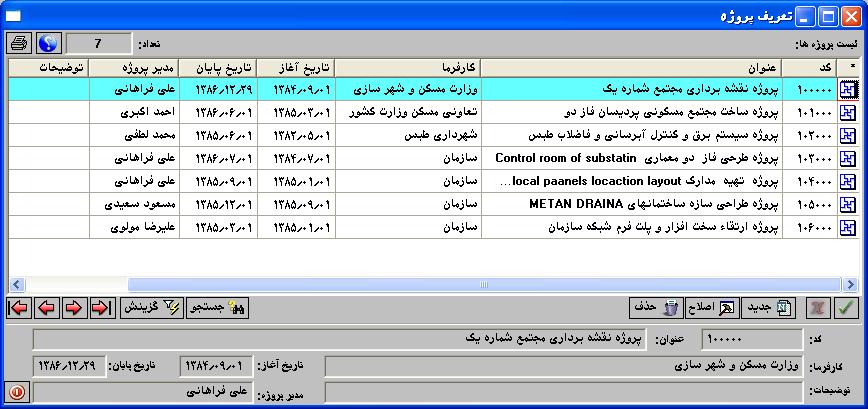 تعریف پروژه
لیست پروژه ها: تعداد: 7
* کد عنوان کارفرما تاریخ آغاز تاریخ پایان مدیر پروژه توضیحات
۱۰۰۰۰۰ پروژه نقشه برداری مجتمع شماره یک وزارت مسکن و شهر سازی ۱۳۸۴،۰۹،۰۱ ۱۳۸۶،۱۲،۲۹ علی فراهانی
۱۰۱۰۰۰ پروژه ساخت مجتمع مسکونی پردیسان فاز دو تعاونی مسکن وزارت کشور ۱۳۸۴،۰۶،۰۱ ۱۳۸۶،۰۶،۰۱ احمد اکبری
۱۰۲۰۰۰ پروژه سیستم برق و کنترل آبرسانی و فاضلاب طبس شهرداری طبس ۱۳۸۲،۰۵،۰۱ ۱۳۸۵،۰۶،۰۱ محمد لطفی
۱۰۳۰۰۰ پروژه طرحی فاز دو معماری Control room of substatin سازمان ۱۳۸۴،۰۷،۰۱ ۱۳۸۶،۰۷،۰۱ علی فراهانی
۱۰۴۰۰۰ پروژه تهیه مدارک local paanels locaction layout... سازمان ۱۳۸۵،۰۱،۰۱ ۱۳۸۵،۰۹،۰۱ علی فراهانی
۱۰۵۰۰۰ پروژه طراحی سازه ساختمانهای METAN DRAINA سازمان ۱۳۸۵،۰۹،۰۱ ۱۳۸۵،۱۲،۰۱ مسعود سعیدی
۱۰۶۰۰۰ پروژه ارتقاء سخت افزار و پلت فرم شبکه سازمان سازمان ۱۳۸۵،۰۱،۰۱ ۱۳۸۵،۰۳،۰۱ علیرضا مولوی
جدید اصلاح حذف جستجو گزینش
کد: ۱۰۰۰۰۰ عنوان: پروژه نقشه برداری مجتمع شماره یک
کارفرما: وزارت مسکن و شهر سازی تاریخ آغاز: ۱۳۸۴،۰۹،۰۱ تاریخ پایان: ۱۳۸۶،۱۲،۲۹
توضیحات: مدیر پروژه: علی فراهانی